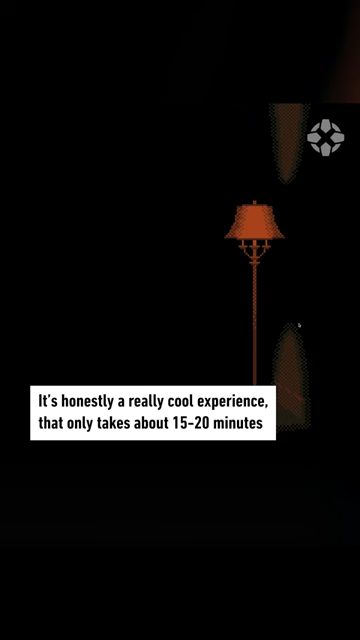 It's honestly a really cool experience,
that only takes about 15-20 minutes